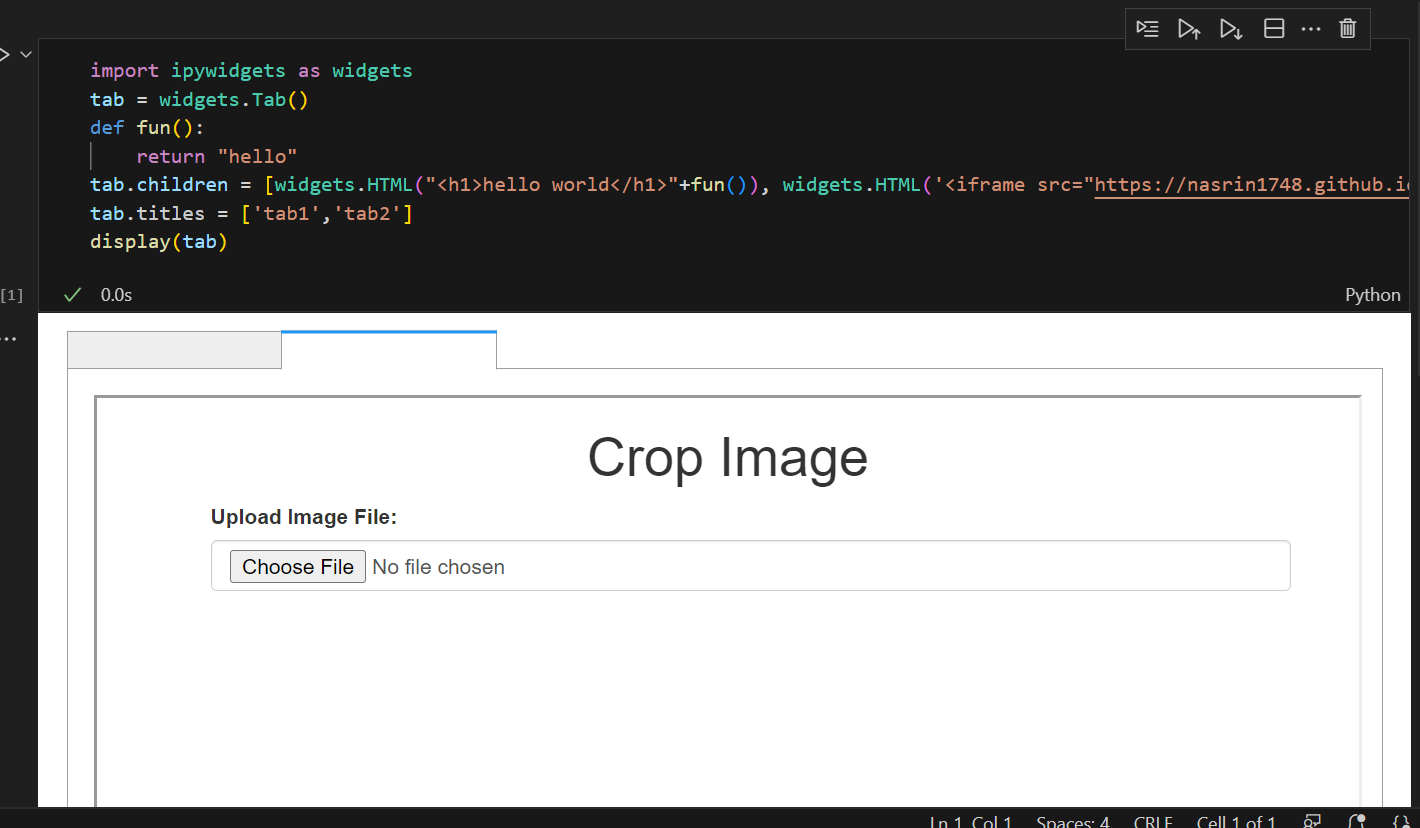 import ipywidgets as widgets
tab = widgets.Tab()
def fun():
    return "hello"
tab.children = [widgets.HTML("<h1>hello world</h1>"+fun()), widgets.HTML('<iframe src="https://nasrin1748.github.i
tab.titles = ['tab1','tab2']
display(tab)
[1]
0.0s
Python
Crop Image
Upload Image File:
Choose File No file chosen
Ln 1, Col 1 Spaces: 4 CRLF Cell 1 of 1